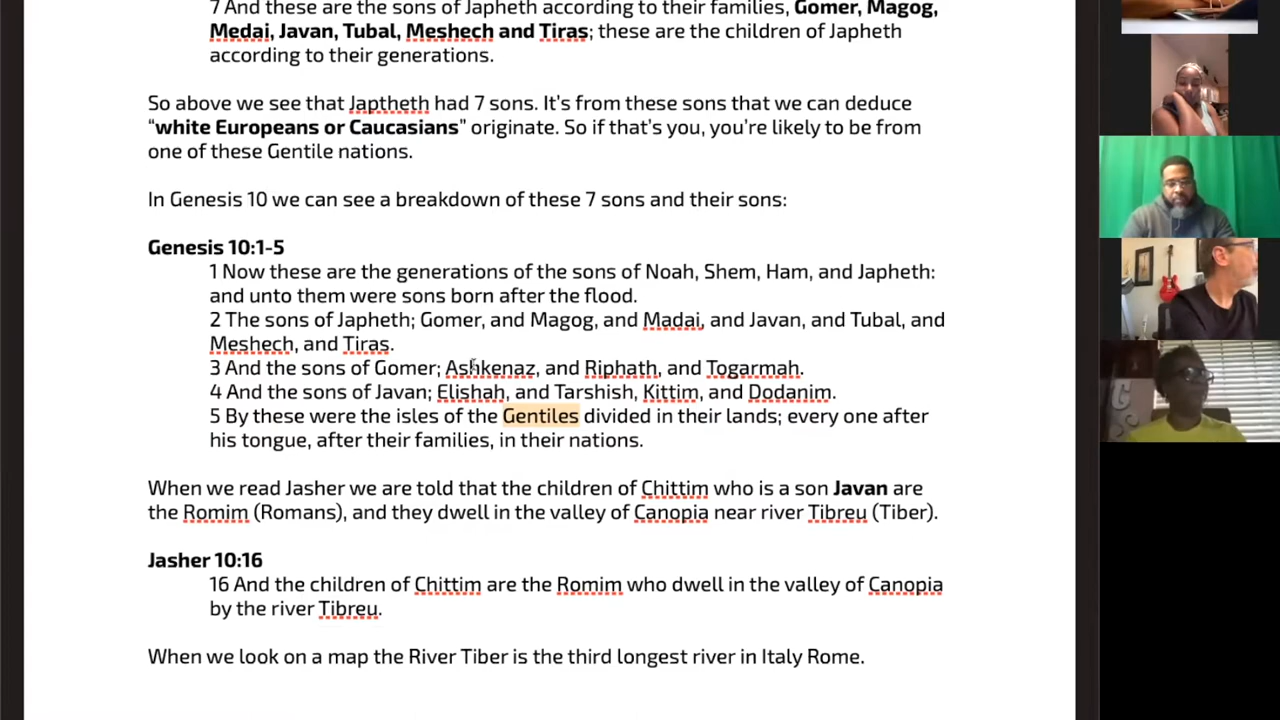 7 And these are the sons of Japheth according to their families, Gomer, Magog,
Medai, Javan, Tubal, Meshech and Tiras; these are the children of Japheth
according to their generations.
So above we see that Japtheth had 7 sons. It's from these sons that we can deduce
“white Europeans or Caucasians” originate. So if that's you, you're likely to be from
one of these Gentile nations.
In Genesis 10 we can see a breakdown of these 7 sons and their sons:
Genesis 10:1-5
1 Now these are the generations of the sons of Noah, Shem, Ham, and Japheth:
and unto them were sons born after the flood.
2 The sons of Japheth; Gomer, and Magog, and Madai, and Javan, and Tubal, and
Meshech, and Tiras.
3 And the sons of Gomer; Ashkenaz, and Riphath, and Togarmah.
4 And the sons of Javan; Elishah, and Tarshish, Kittim, and Dodanim.
5 By these were the isles of the Gentiles divided in their lands; every one after
his tongue, after their families, in their nations.
When we read Jasher we are told that the children of Chittim who is a son Javan are
the Romim (Romans), and they dwell in the valley of Canopia near river Tibreu (Tiber).
Jasher 10:16
16 And the children of Chittim are the Romim who dwell in the valley of Canopia
by the river Tibreu.
When we look on a map the River Tiber is the third longest river in Italy Rome.